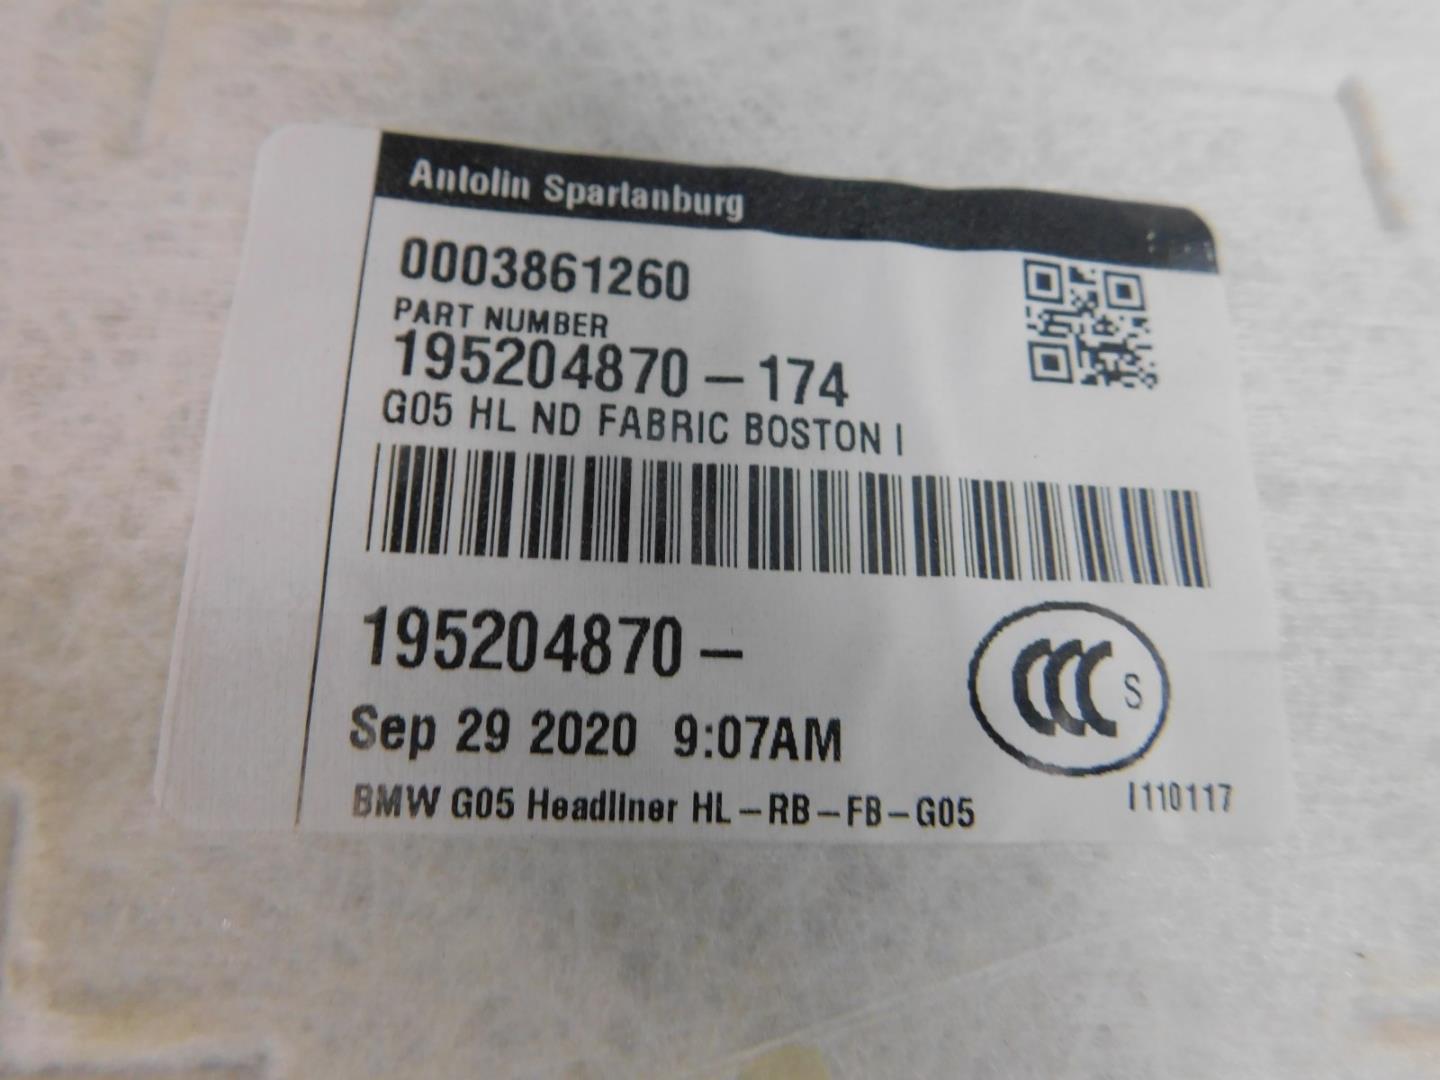 Antolin Spartanburg
0003861260
PART NUMBER
195204870-174
G05 HL ND FABRIC BOSTON I
195204870-
CCC S
Sep 29 2020 9:07AM
BMW G05 Headliner HL-RB-FB-G05
I110117